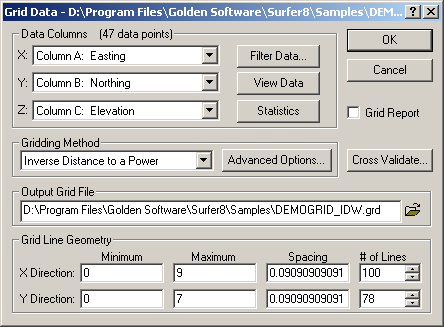 Grid Data - D:\Program Files\Golden Software\Surfer8\Samples\DEMO...
Data Columns (47 data points)
X: Column A: Easting
Filter Data...
OK
Y: Column B: Northing
View Data
Cancel
Z: Column C: Elevation
Statistics
Grid Report
Gridding Method
Inverse Distance to a Power
Advanced Options...
Cross Validate...
Output Grid File
D:\Program Files\Golden Software\Surfer8\Samples\DEMOGRID_IDW.grd
Grid Line Geometry
Minimum Maximum Spacing # of Lines
X Direction: 0 9 0.09090909091 100
Y Direction: 0 7 0.09090909091 78